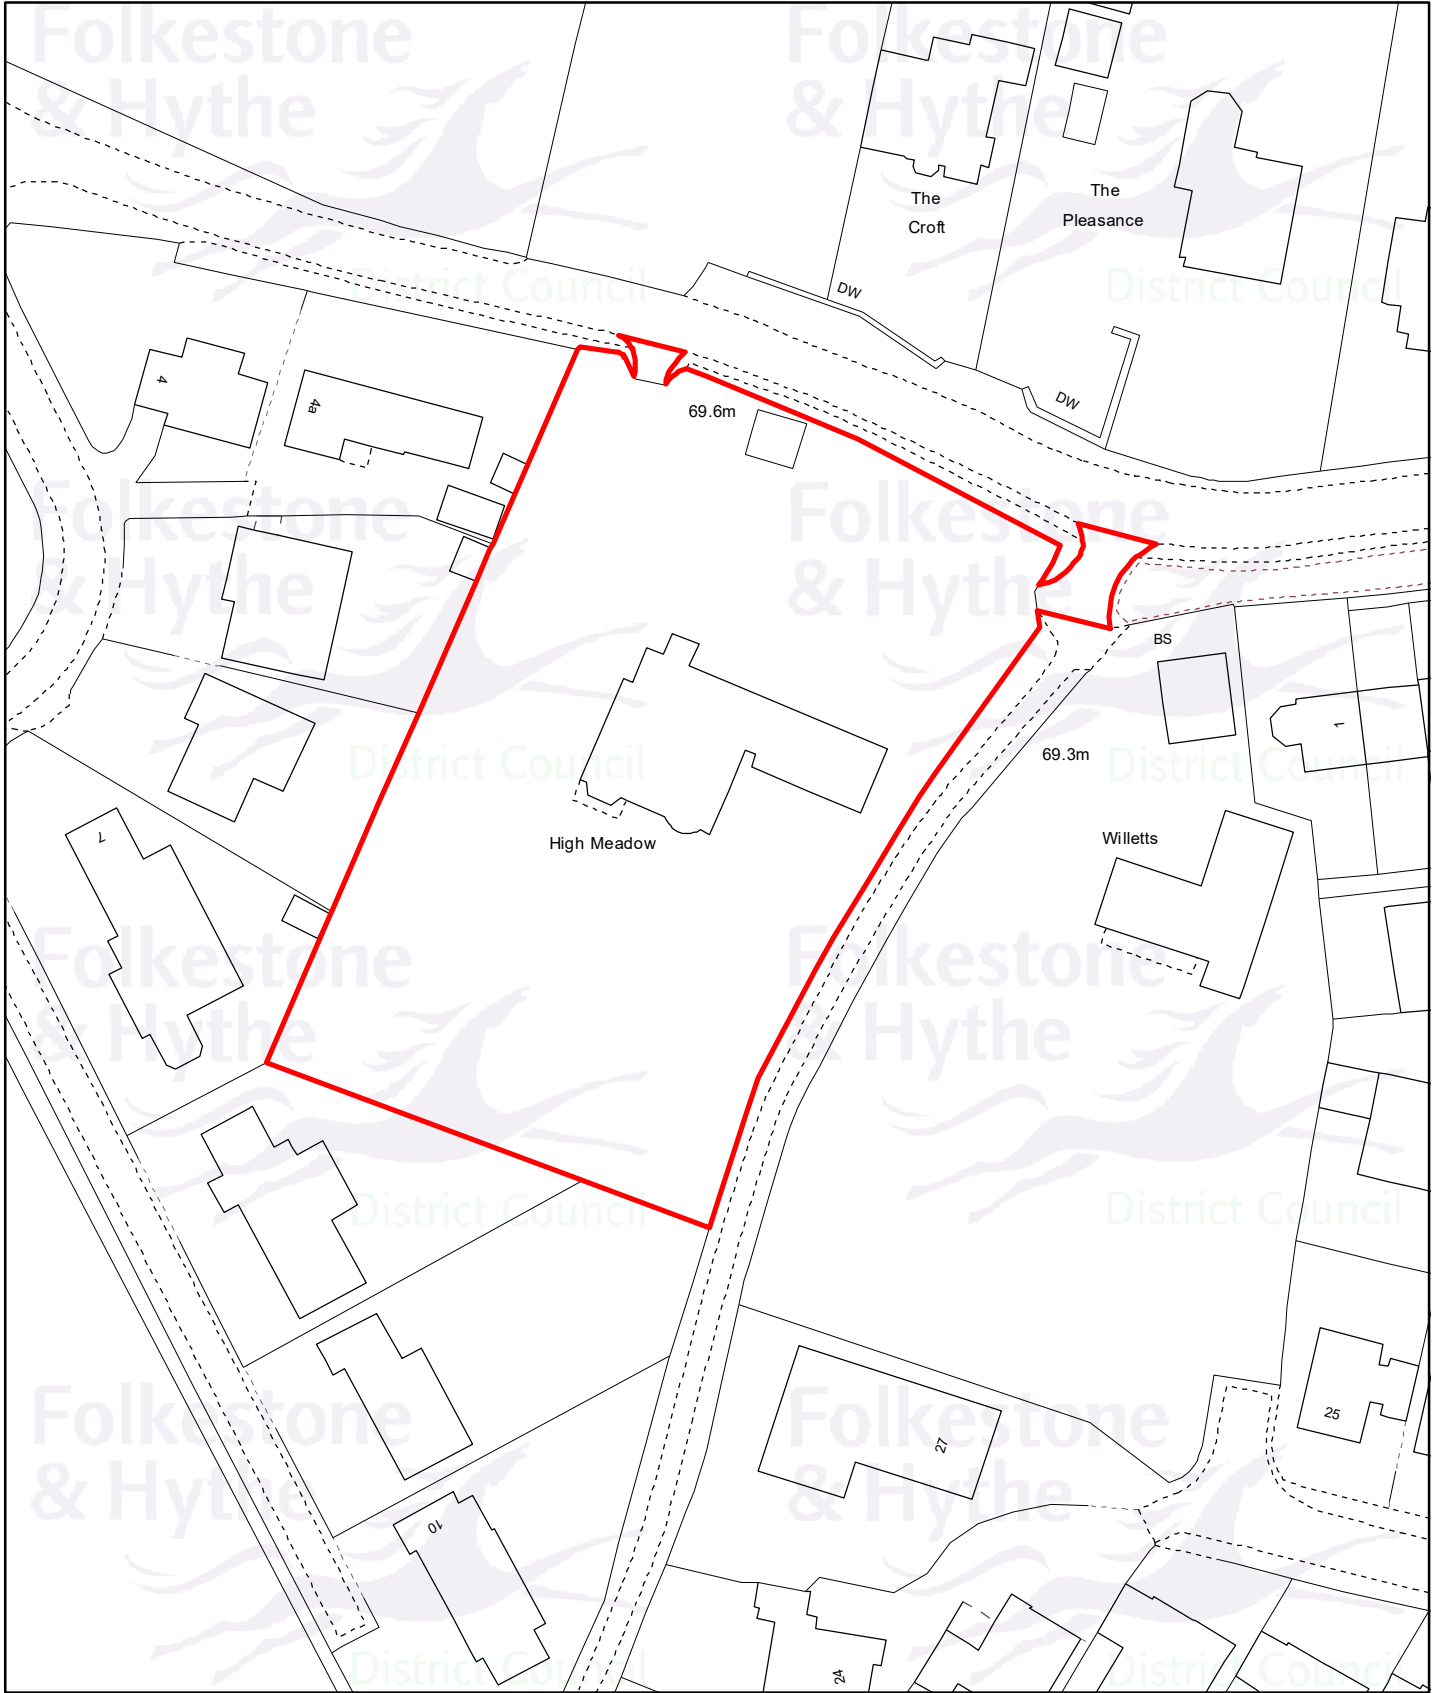 Folkestone
& Hythe
District Council
Folkestone
& Hythe
District Council
The
Croft
The
Pleasance
DW
DW
4
4a
69.6m
Folkestone
& Hythe
District Council
Folkestone
& Hythe
District Council
BS
1
69.3m
High Meadow
Willetts
7
Folkestone
& Hythe
District Council
Folkestone
& Hythe
District Council
25
27
Folkestone
& Hythe
District Council
Folkestone
& Hythe
District Council
10
24